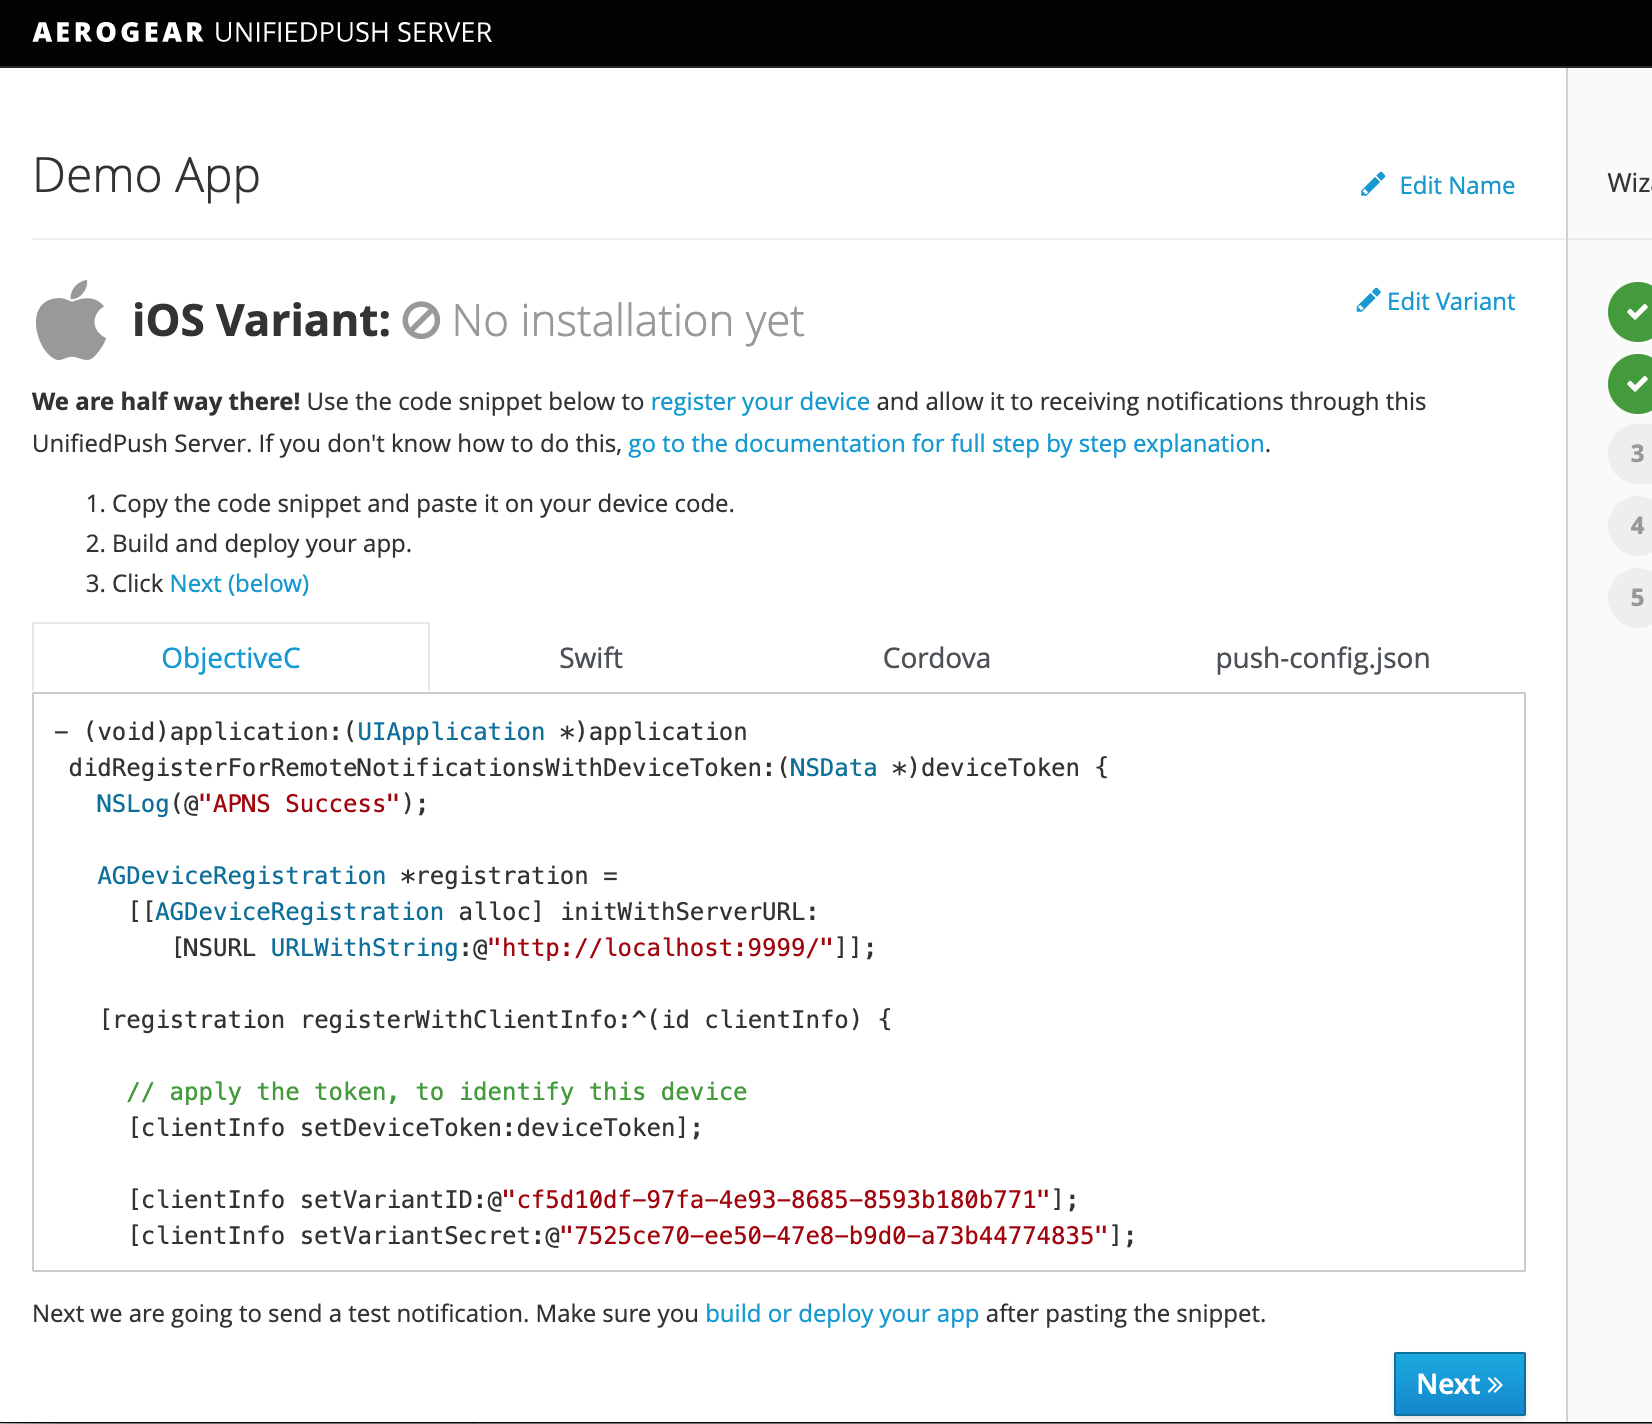 AEROGEAR UNIFIEDPUSH SERVER
Demo App
Edit Name
Wiz
iOS Variant: No installation yet
Edit Variant
We are half way there! Use the code snippet below to register your device and allow it to receiving notifications through this
UnifiedPush Server. If you don't know how to do this, go to the documentation for full step by step explanation.
1. Copy the code snippet and paste it on your device code.
2. Build and deploy your app.
3. Click Next (below)
3
4
5
ObjectiveC Swift Cordova push-config.json
– (void)application:(UIApplication *)application
didRegisterForRemoteNotificationsWithDeviceToken:(NSData *)deviceToken {
NSLog(@"APNS Success");
AGDeviceRegistration *registration =
[[AGDeviceRegistration alloc] initWithServerURL:
[NSURL URLWithString:@"http://localhost:9999/"]];
[registration registerWithClientInfo:^(id clientInfo) {
// apply the token, to identify this device
[clientInfo setDeviceToken:deviceToken];
[clientInfo setVariantID:@"cf5d10df–97fa–4e93–8685–8593b180b771"];
[clientInfo setVariantSecret:@"7525ce70–ee50–47e8–b9d0–a73b44774835"];
Next we are going to send a test notification. Make sure you build or deploy your app after pasting the snippet.
Next »